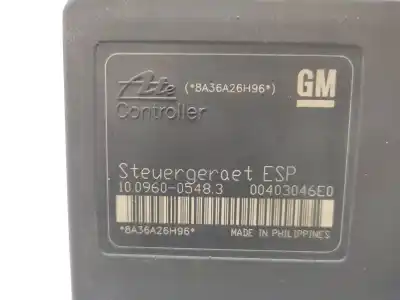 Ate (*8A36A26H96*) GM
Controller
Steuergeraet ESP
10.0960-0548.3 00403046E0
*8A36A26H96* MADE IN PHILIPPINES